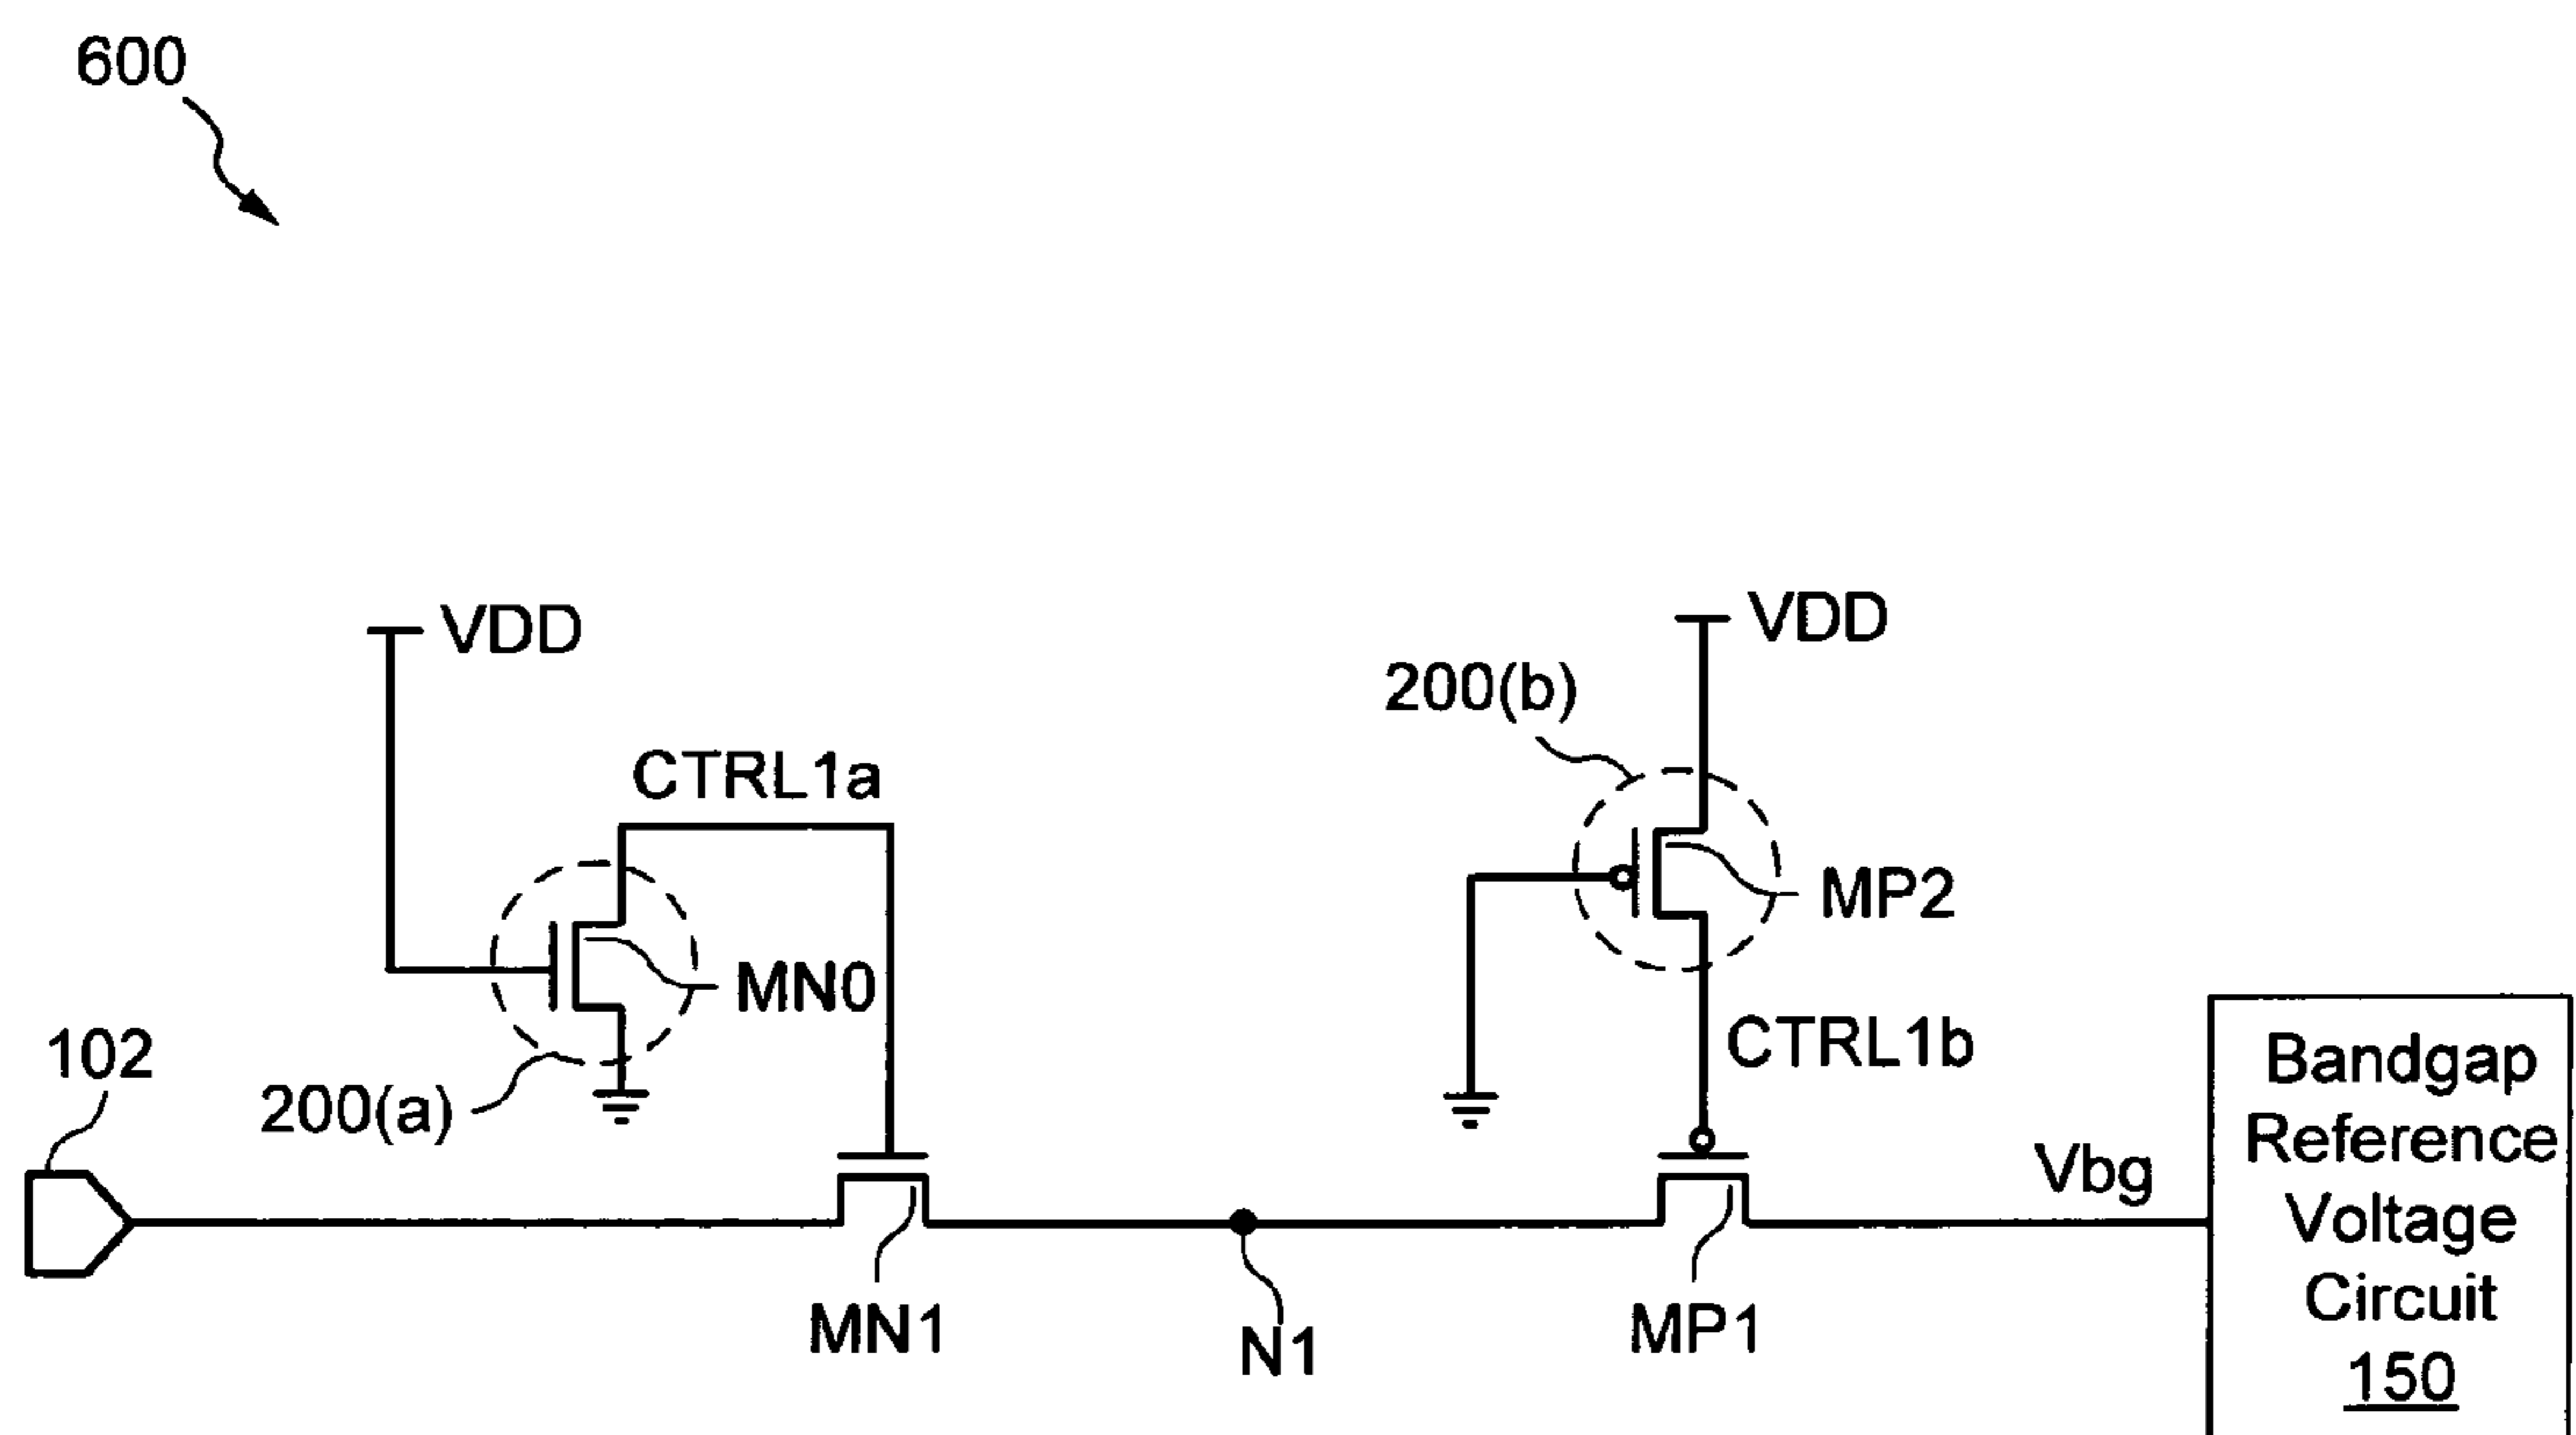 600
VDD
VDD
200(b)
CTRL1a
MP2
MN0
102
CTRL1b
200(a)
Bandgap
Reference
Voltage
Circuit
150
Vbg
MN1
N1
MP1